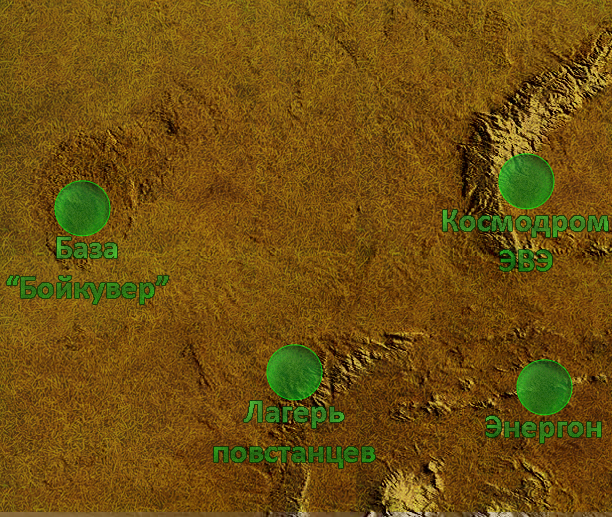 Космодром
ЭВЭ
База
“Бойкувер”
Лагерь
повстанцев
Энергон